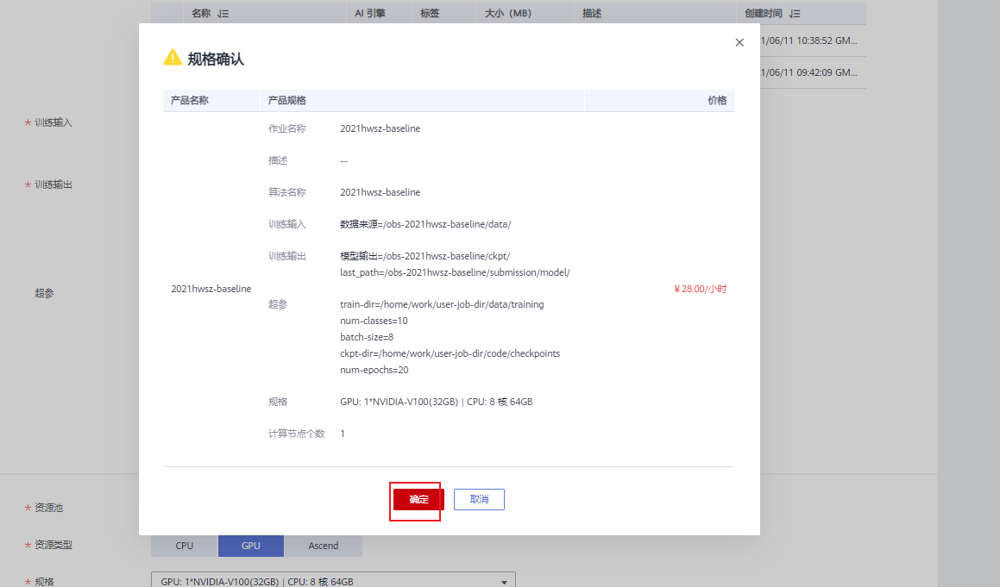 名称
AI 引擎
标签
大小（MB）
描述
创建时间
1/06/11 10:38:52 GM...
1/06/11 09:42:09 GM...
规格确认
产品名称
产品规格
价格
* 训练输入
* 训练输出
超参
2021hwsz-baseline
作业名称
2021hwsz-baseline
描述
--
算法名称
2021hwsz-baseline
训练输入
数据来源=/obs-2021hwsz-baseline/data/
训练输出
模型输出=/obs-2021hwsz-baseline/ckpt/
last_path=/obs-2021hwsz-baseline/submission/model/
超参
train-dir=/home/work/user-job-dir/data/training
num-classes=10
batch-size=8
ckpt-dir=/home/work/user-job-dir/code/checkpoints
num-epochs=20
规格
GPU: 1*NVIDIA-V100(32GB) | CPU: 8 核 64GB
计算节点个数
1
￥28.00/小时
确定
取消
* 资源池
* 资源类型
CPU
GPU
Ascend
* 规格
GPU: 1*NVIDIA-V100(32GB) | CPU: 8 核 64GB